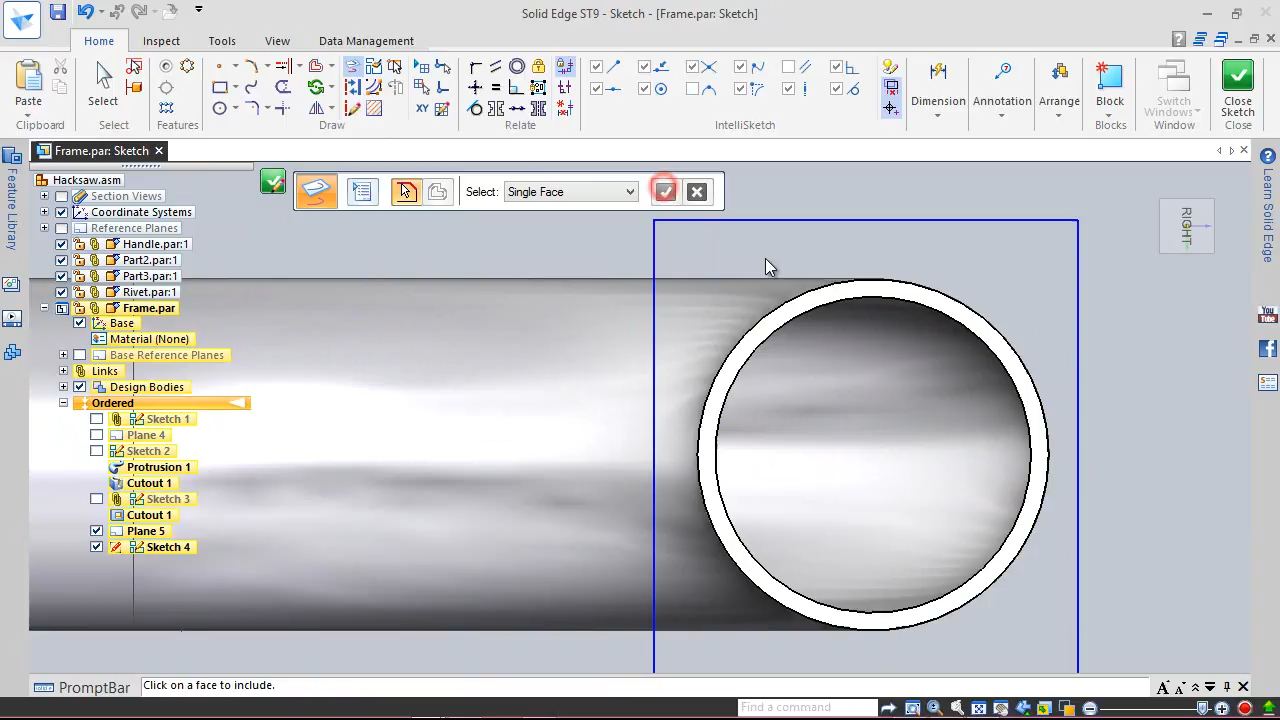 Solid Edge ST9 - Sketch - [Frame.par: Sketch]
Home
Inspect
Tools
View
Data Management
Paste
Select
Dimension
Annotation
Arrange
Block
Switch
Windows
Close
Sketch
Clipboard
Select
Features
Draw
Relate
IntelliSketch
Blocks
Window
Close
Frame.par: Sketch
Feature Library
Hacksaw.asm
Section Views
Coordinate Systems
Reference Planes
Handle.par:1
Part2.par:1
Part3.par:1
Rivet.par:1
Frame.par
Base
Material (None)
Base Reference Planes
Links
Design Bodies
Ordered
Sketch 1
Plane 4
Sketch 2
Protrusion 1
Cutout 1
Sketch 3
Cutout 1
Plane 5
Sketch 4
Select:
Single Face
RIGHT
Learn Solid Edge
You
Tube
PromptBar
Click on a face to include.
Find a command